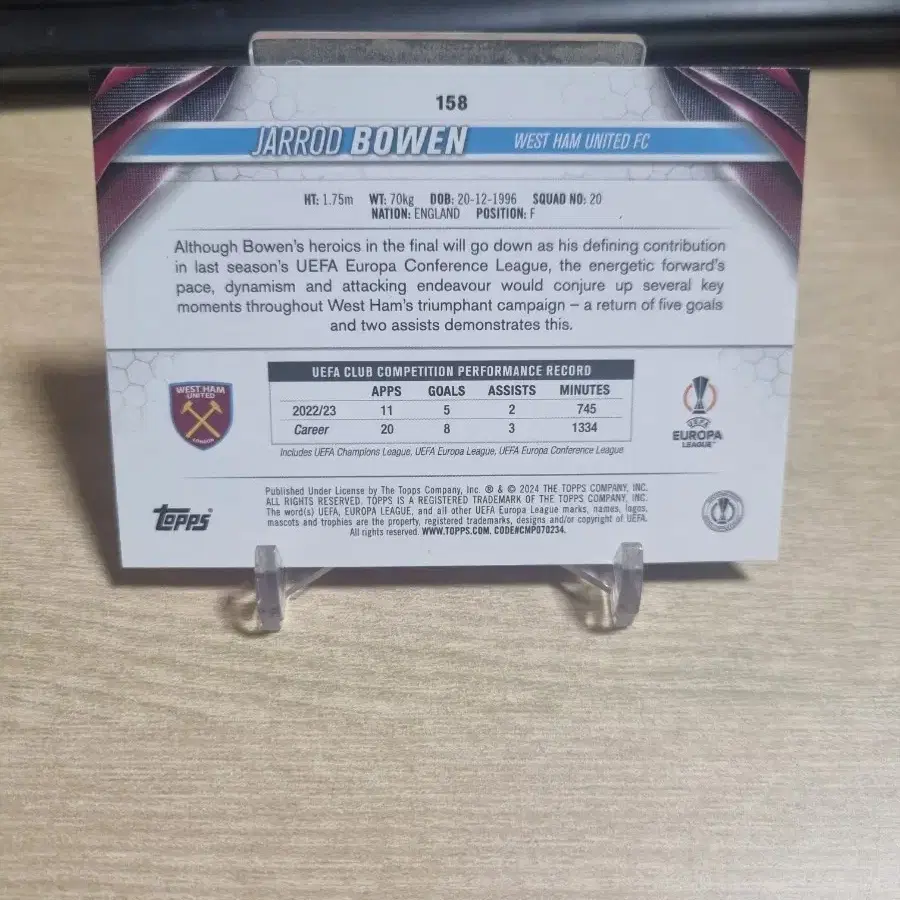 158
JARROD BOWEN WEST HAM UNITED FC
HT: 1.75m WT: 70kg DOB: 20-12-1996 SQUAD NO: 20
NATION: ENGLAND POSITION: F
Although Bowen's heroics in the final will go down as his defining contribution
in last season's UEFA Europa Conference League, the energetic forward's
pace, dynamism and attacking endeavour would conjure up several key
moments throughout West Ham's triumphant campaign – a return of five goals
and two assists demonstrates this.
UEFA CLUB COMPETITION PERFORMANCE RECORD
APPS GOALS ASSISTS MINUTES
2022/23 11 5 2 745
Career 20 8 3 1334
Includes UEFA Champions League, UEFA Europa League, UEFA Europa Conference League
WEST HAM
UNITED
LONDON
UEFA
EUROPA
LEAGUE
Topps
Published Under License by The Topps Company, Inc. ® & © 2024 THE TOPPS COMPANY, INC.
ALL RIGHTS RESERVED. TOPPS IS A REGISTERED TRADEMARK OF THE TOPPS COMPANY, INC.
The word(s) UEFA, EUROPA LEAGUE, and all other UEFA Europa League marks, names, logos,
mascots and trophies are the property, registered trademarks, designs and/or copyright of UEFA.
All rights reserved. WWW.TOPPS.COM. CODE#CMP070234.